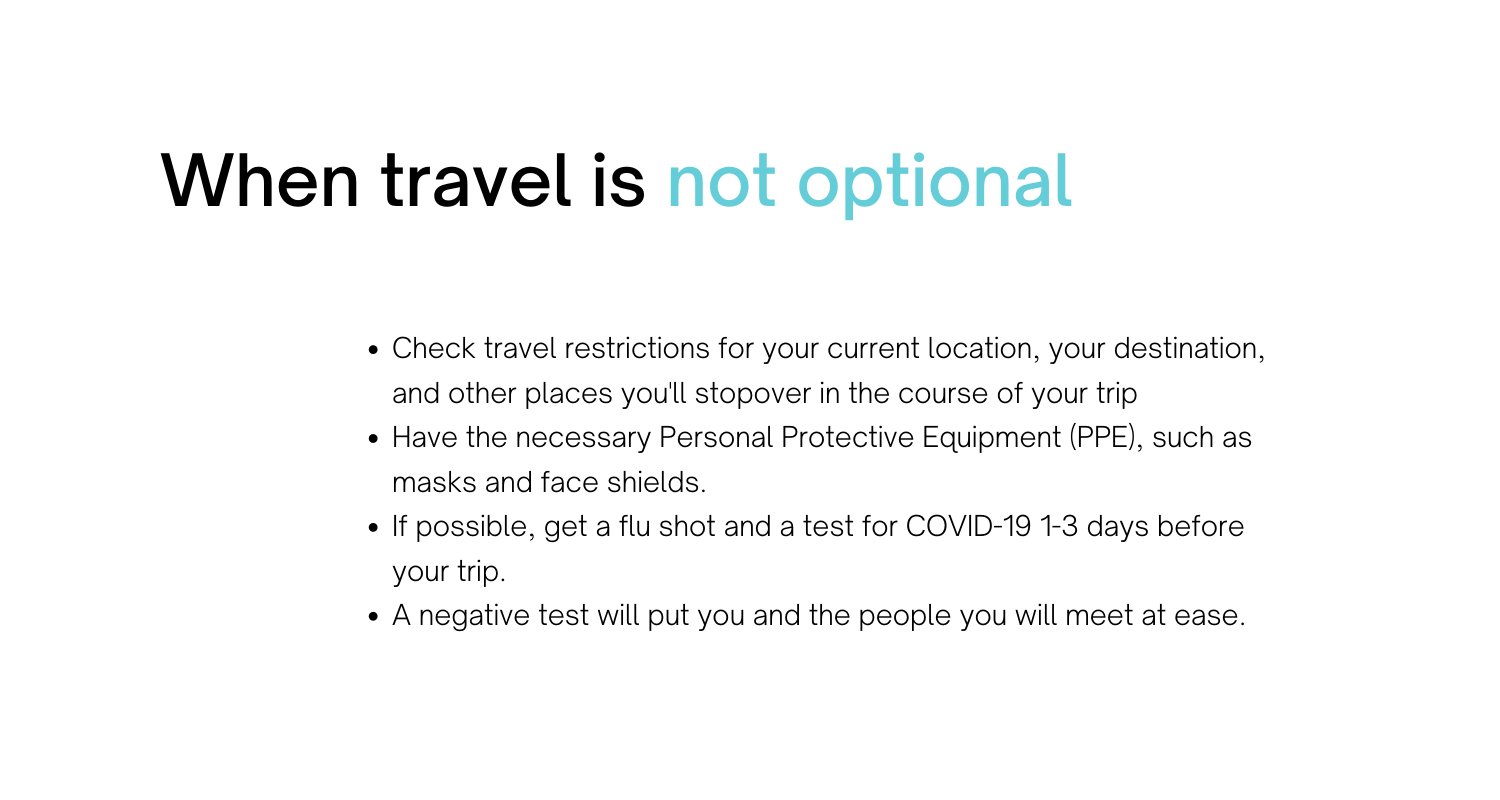 When travel is not optional
• Check travel restrictions for your current location, your destination,
and other places you'll stopover in the course of your trip
• Have the necessary Personal Protective Equipment (PPE), such as
masks and face shields.
• If possible, get a flu shot and a test for COVID-19 1-3 days before
your trip.
• A negative test will put you and the people you will meet at ease.